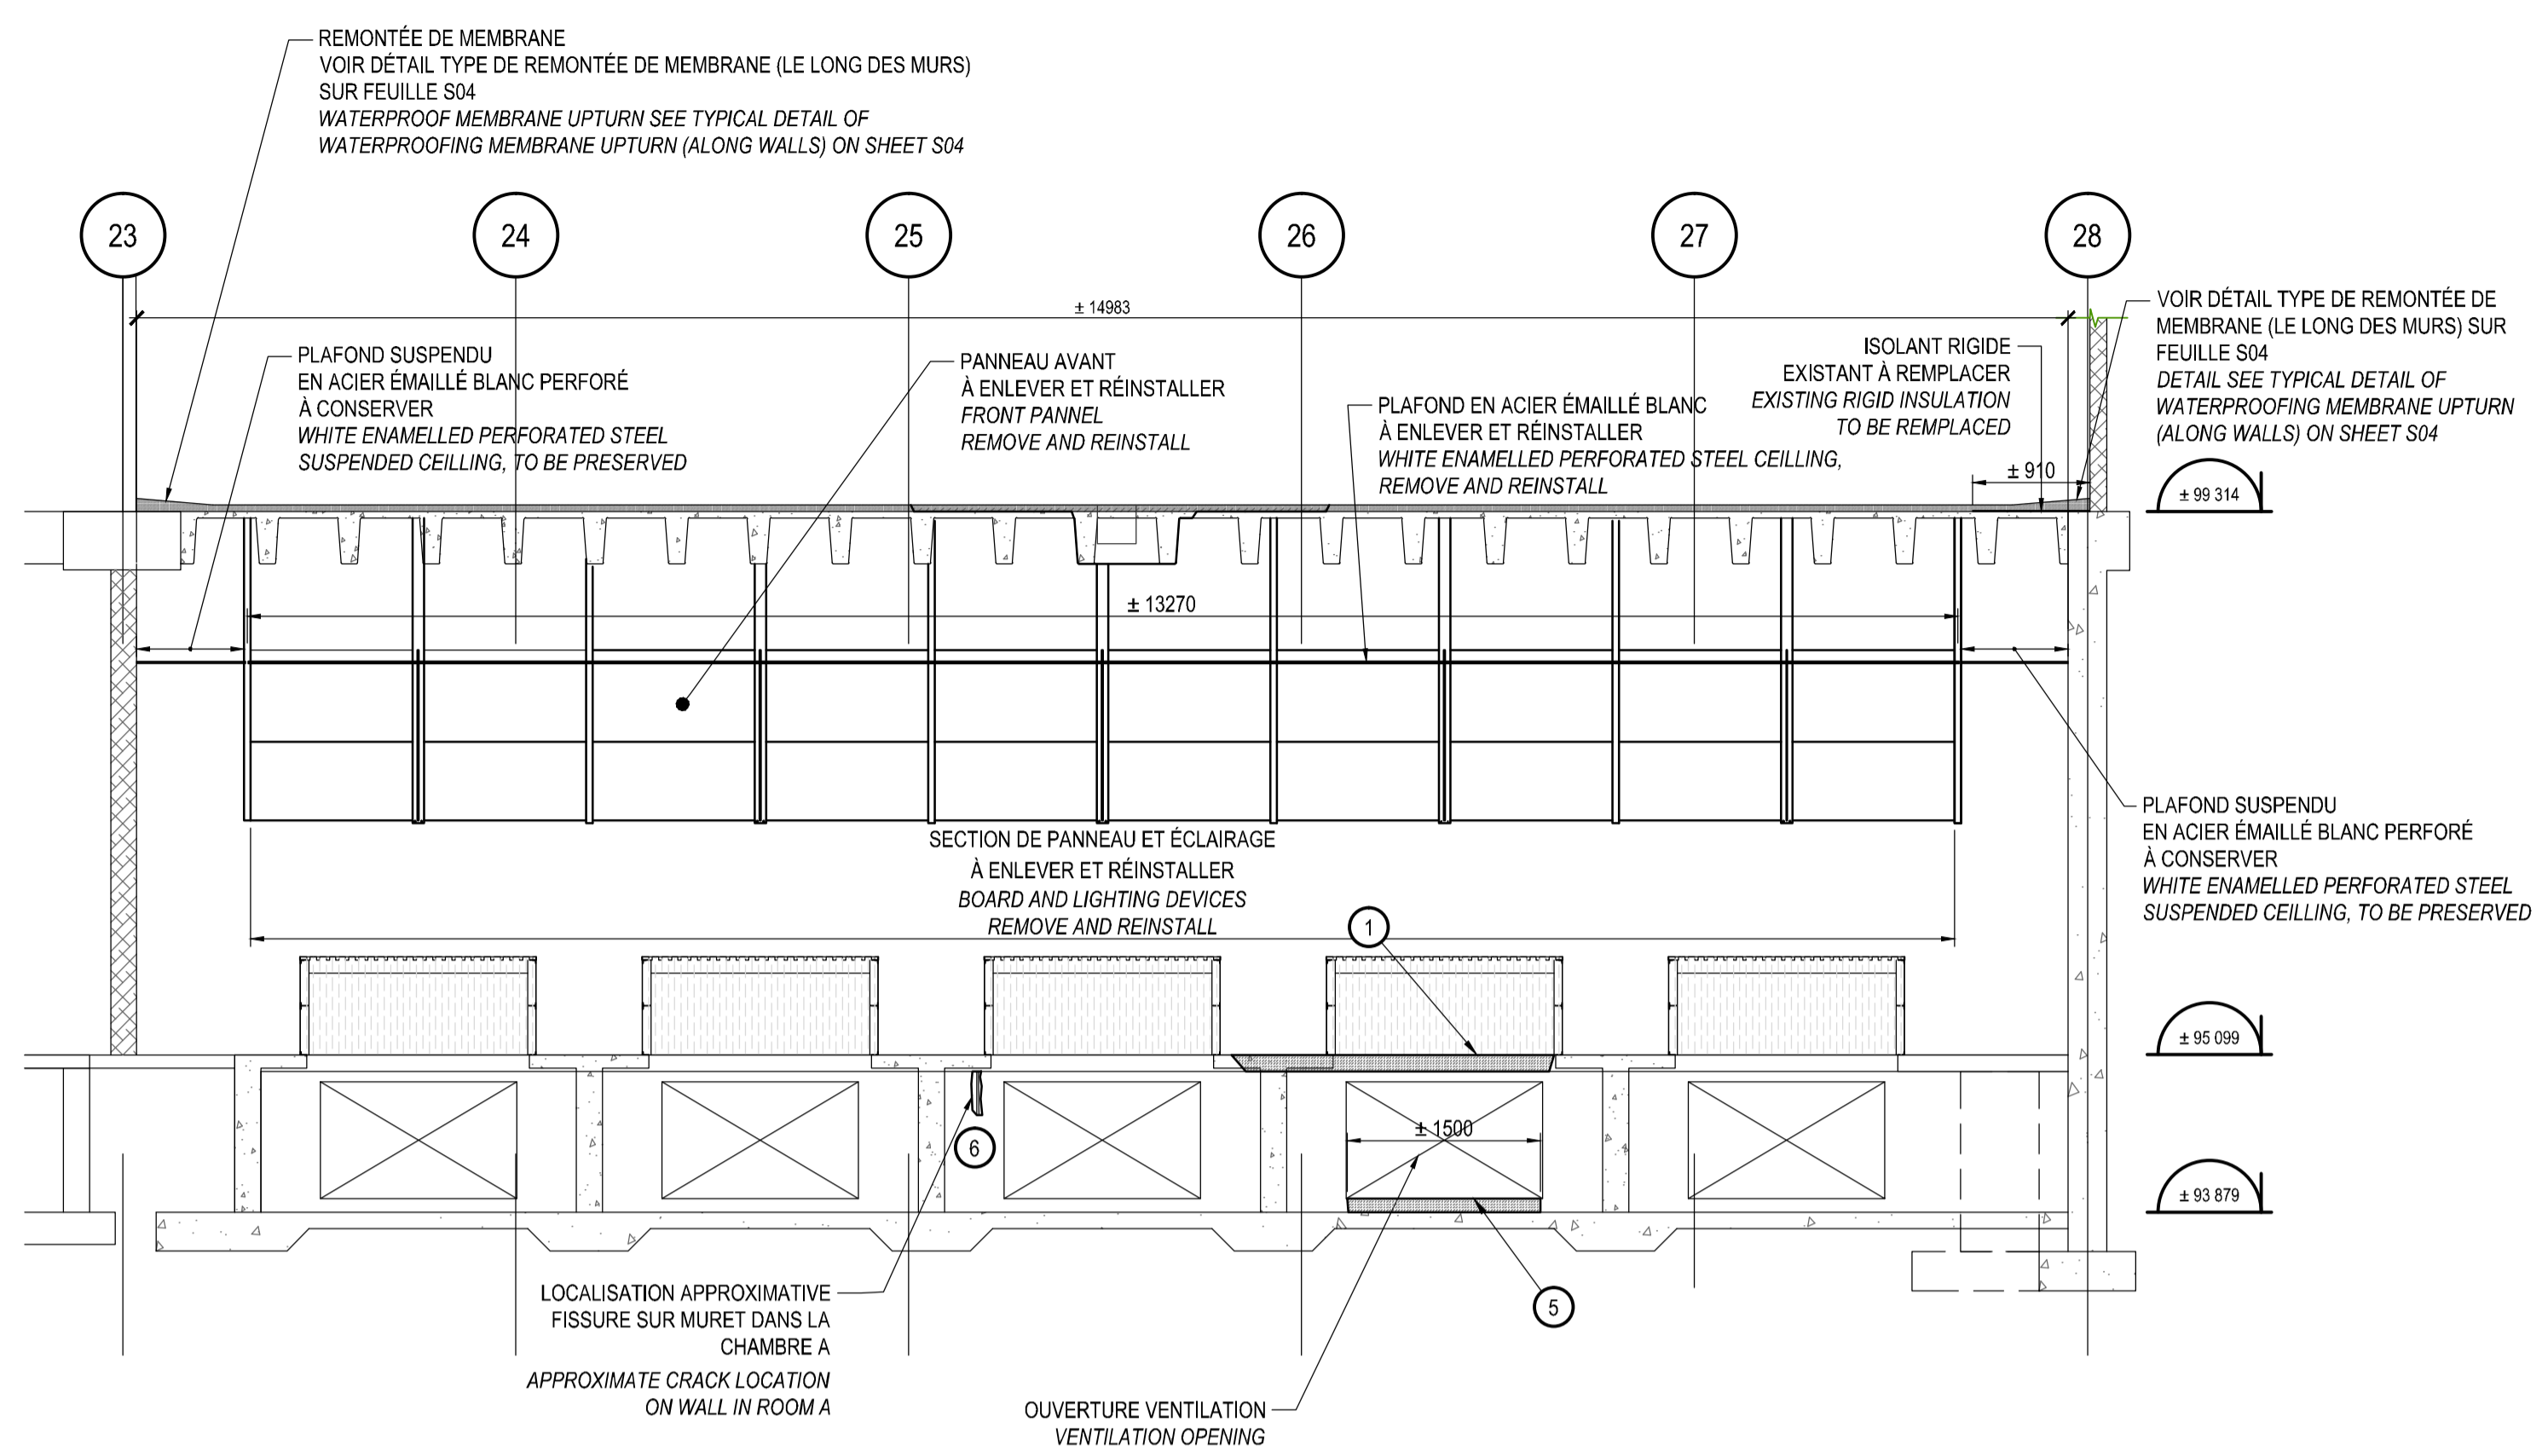 REMONTÉE DE MEMBRANE
VOIR DÉTAIL TYPE DE REMONTÉE DE MEMBRANE (LE LONG DES MURS)
SUR FEUILLE S04
WATERPROOF MEMBRANE UPTURN SEE TYPICAL DETAIL OF
WATERPROOFING MEMBRANE UPTURN (ALONG WALLS) ON SHEET S04
23
24
25
26
27
28
± 14983
VOIR DÉTAIL TYPE DE REMONTÉE DE
MEMBRANE (LE LONG DES MURS) SUR
FEUILLE S04
DETAIL SEE TYPICAL DETAIL OF
WATERPROOFING MEMBRANE UPTURN
(ALONG WALLS) ON SHEET S04
PLAFOND SUSPENDU
EN ACIER ÉMAILLÉ BLANC PERFORÉ
À CONSERVER
WHITE ENAMELLED PERFORATED STEEL
SUSPENDED CEILLING, TO BE PRESERVED
PANNEAU AVANT
À ENLEVER ET RÉINSTALLER
FRONT PANNEL
REMOVE AND REINSTALL
PLAFOND EN ACIER ÉMAILLÉ BLANC
À ENLEVER ET RÉINSTALLER
WHITE ENAMELLED PERFORATED STEEL CEILLING,
REMOVE AND REINSTALL
ISOLANT RIGIDE
EXISTANT À REMPLACER
EXISTING RIGID INSULATION
TO BE REMPLACED
± 910
± 99 314
± 13270
SECTION DE PANNEAU ET ÉCLAIRAGE
À ENLEVER ET RÉINSTALLER
BOARD AND LIGHTING DEVICES
REMOVE AND REINSTALL
PLAFOND SUSPENDU
EN ACIER ÉMAILLÉ BLANC PERFORÉ
À CONSERVER
WHITE ENAMELLED PERFORATED STEEL
SUSPENDED CEILLING, TO BE PRESERVED
1
± 95 099
6
± 1500
± 93 879
5
LOCALISATION APPROXIMATIVE
FISSURE SUR MURET DANS LA
CHAMBRE A
APPROXIMATE CRACK LOCATION
ON WALL IN ROOM A
OUVERTURE VENTILATION
VENTILATION OPENING